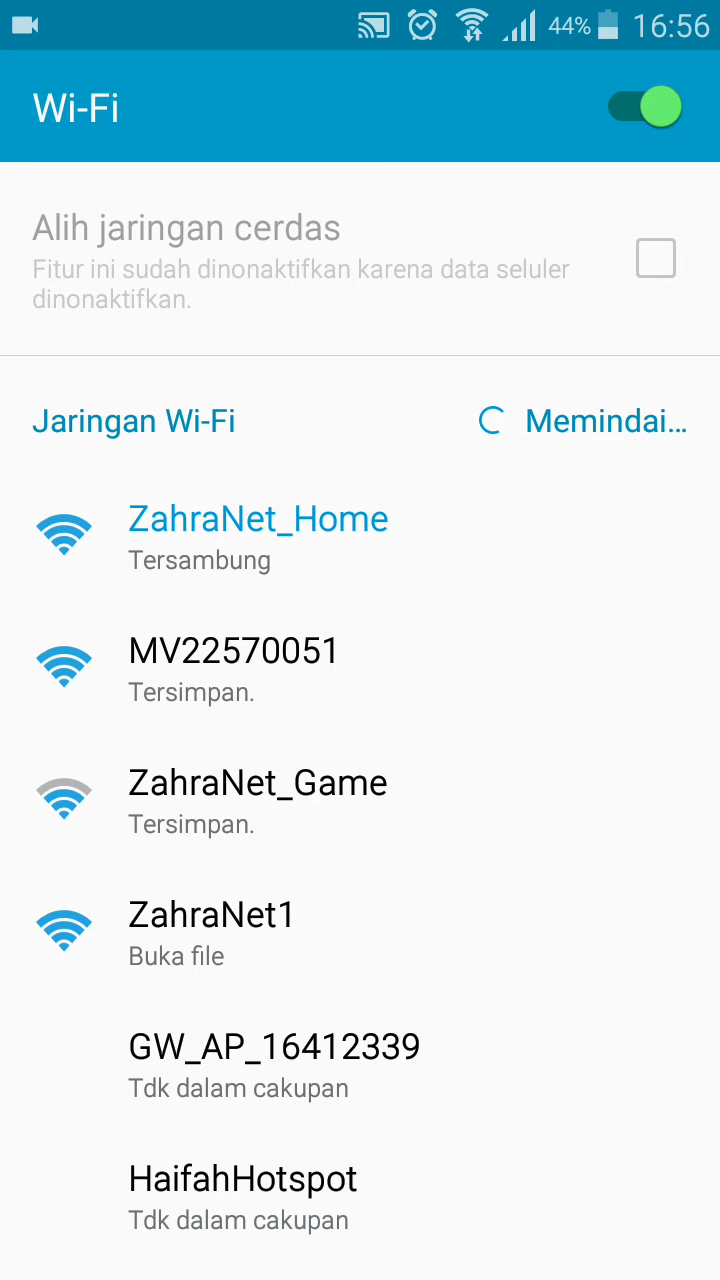 44% 16:56
Wi-Fi
Alih jaringan cerdas
Fitur ini sudah dinonaktifkan karena data seluler
dinonaktifkan.
Jaringan Wi-Fi Memindai...
ZahraNet_Home
Tersambung
MV22570051
Tersimpan.
ZahraNet_Game
Tersimpan.
ZahraNet1
Buka file
GW_AP_16412339
Tdk dalam cakupan
HaifahHotspot
Tdk dalam cakupan